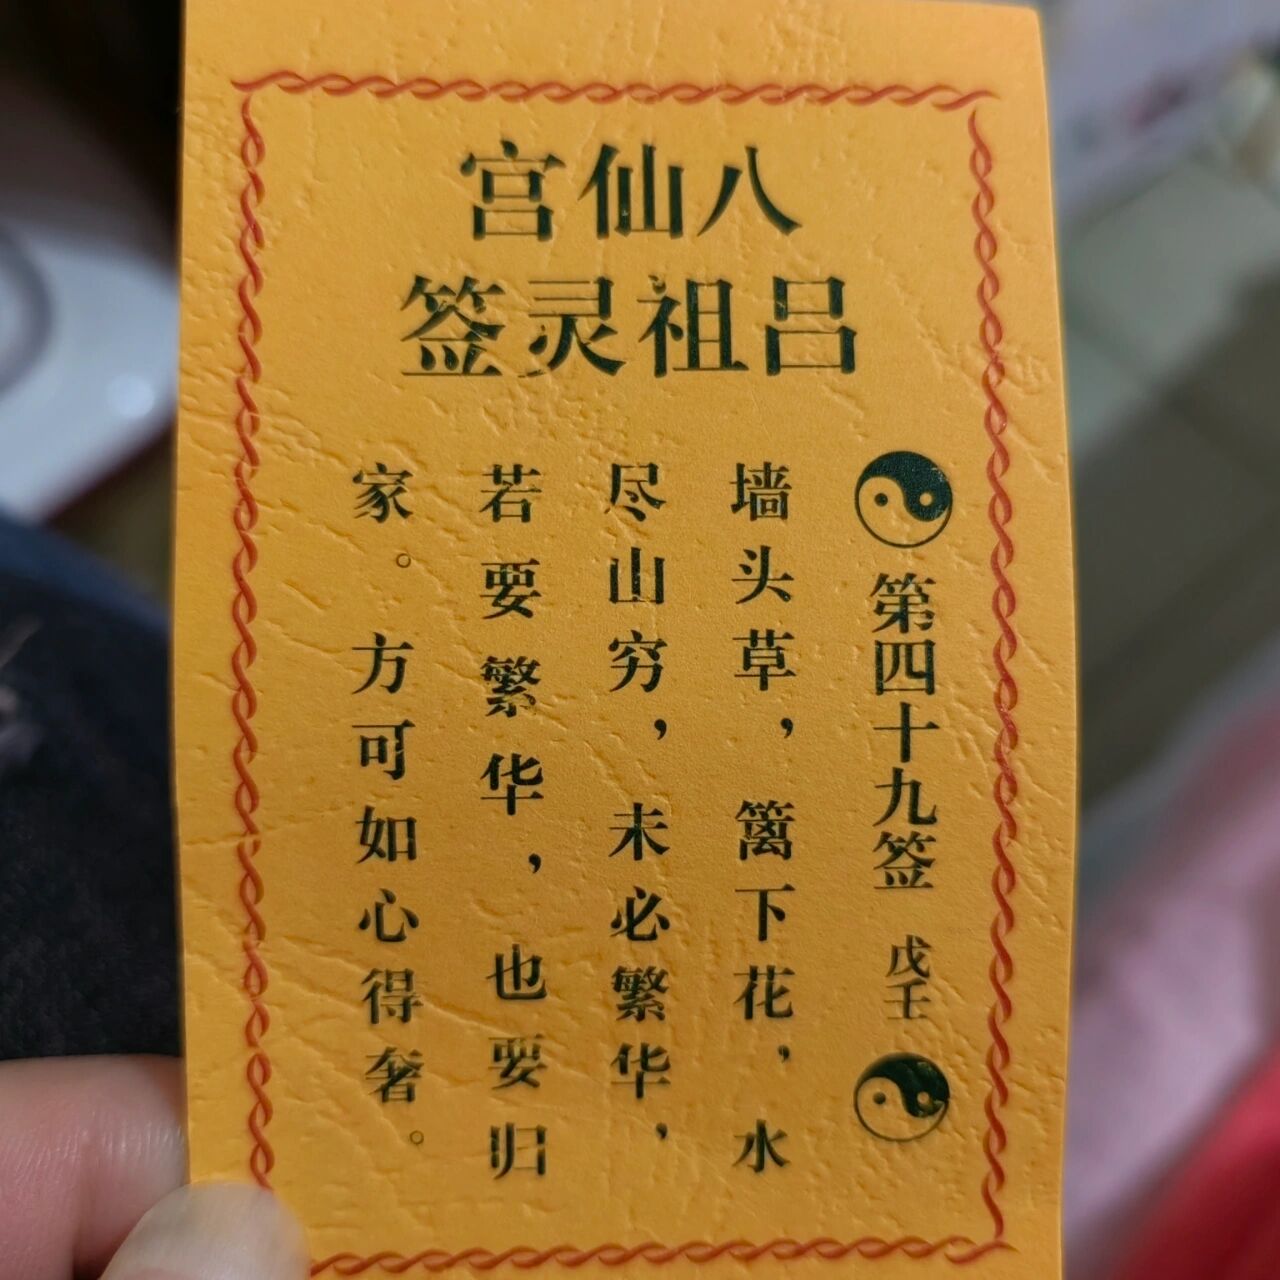 八仙宫
吕祖灵签
第四十九签 戊壬
墙头草，篱下花，水
尽山穷，未必繁华，
若要繁华，也要归
家。方可如心得奢。